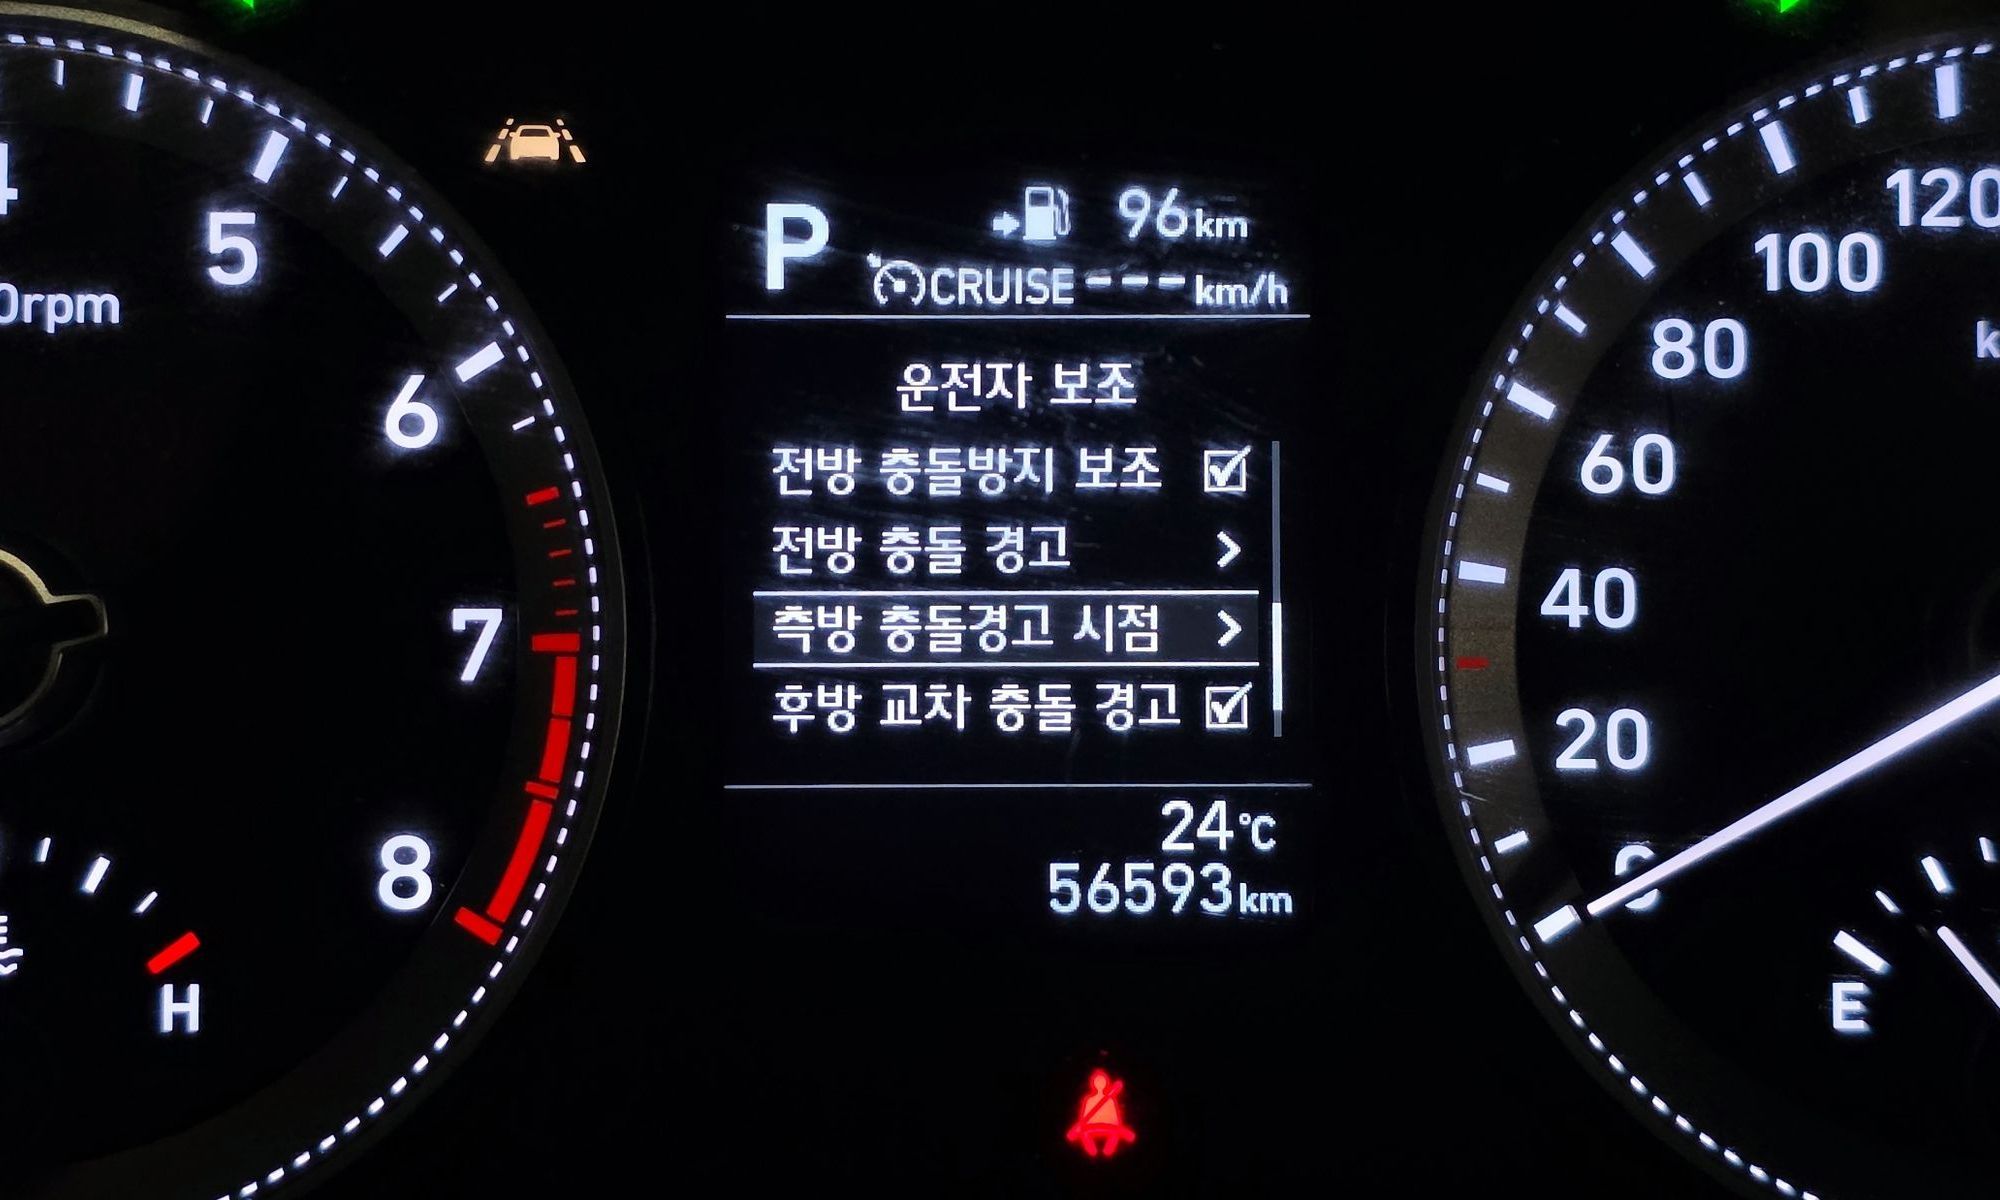 4
5
6
7
8
0rpm
H
P
96km
CRUISE---km/h
운전자 보조
전방 충돌방지 보조
전방 충돌 경고
측방 충돌경고 시점
후방 교차 충돌 경고
24℃
56593km
120
100
80
60
40
20
0
k
E